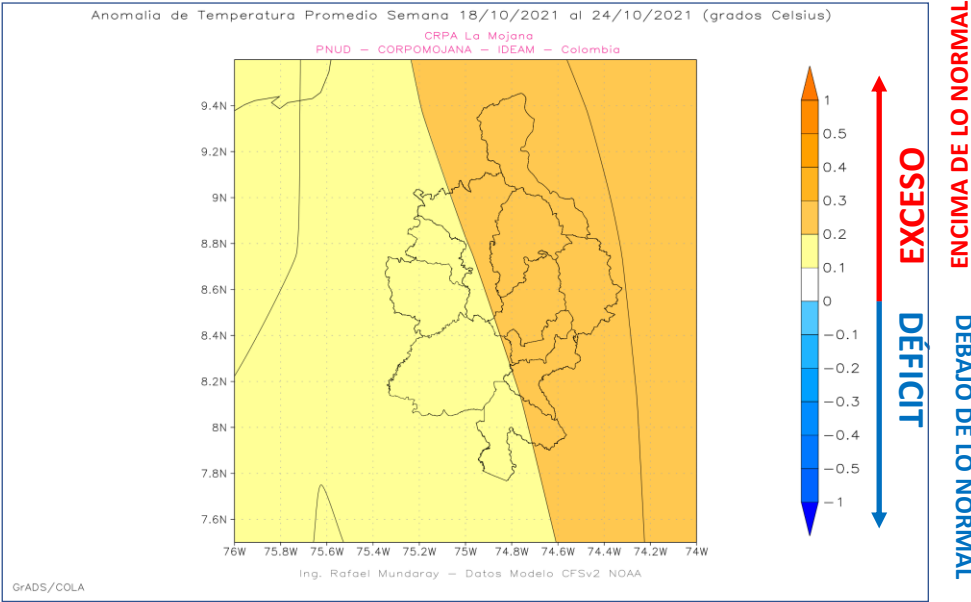 Anomalia de Temperatura Promedio Semana 18/10/2021 al 24/10/2021 (grados Celsius)
CRPA La Mojana
PNUD – CORPOMOJANA – IDEAM – Colombia
9.4N
9.2N
9N
8.8N
8.6N
8.4N
8.2N
8N
7.8N
7.6N
76W 75.8W 75.6W 75.4W 75.2W 75W 74.8W 74.6W 74.4W 74.2W 74W
1
0.5
0.4
0.3
0.2
0.1
0
−0.1
−0.2
−0.3
−0.4
−0.5
−1
EXCESO
DÉFICIT
ENCIMA DE LO NORMAL
DEBAJO DE LO NORMAL
Ing. Rafael Mundaray – Datos Modelo CFSv2 NOAA
GrADS/COLA